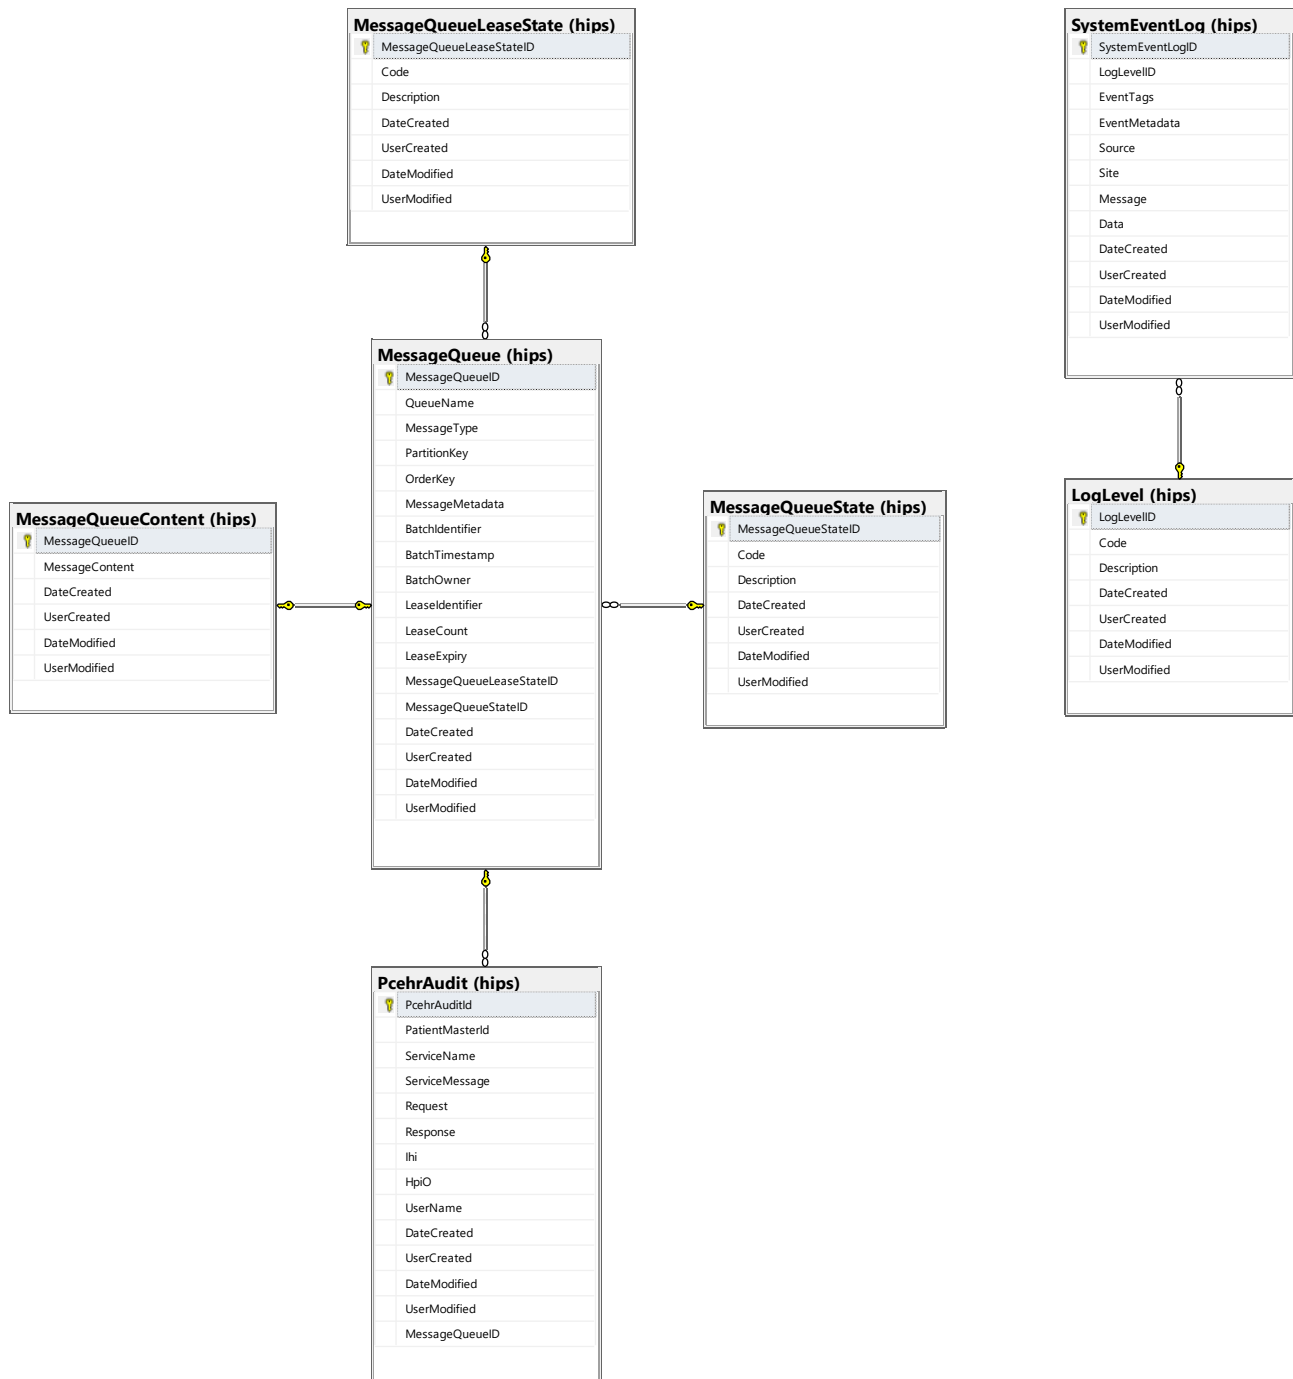 MessageQueueLeaseState (hips)
MessageQueueLeaseStateID
Code
Description
DateCreated
UserCreated
DateModified
UserModified
SystemEventLog (hips)
SystemEventLogID
LogLevelID
EventTags
EventMetadata
Source
Site
Message
Data
DateCreated
UserCreated
DateModified
UserModified
MessageQueue (hips)
MessageQueueID
QueueName
MessageType
PartitionKey
OrderKey
MessageMetadata
BatchIdentifier
BatchTimestamp
BatchOwner
LeaseIdentifier
LeaseCount
LeaseExpiry
MessageQueueLeaseStateID
MessageQueueStateID
DateCreated
UserCreated
DateModified
UserModified
MessageQueueContent (hips)
MessageQueueID
MessageContent
DateCreated
UserCreated
DateModified
UserModified
MessageQueueState (hips)
MessageQueueStateID
Code
Description
DateCreated
UserCreated
DateModified
UserModified
LogLevel (hips)
LogLevelID
Code
Description
DateCreated
UserCreated
DateModified
UserModified
PcehrAudit (hips)
PcehrAuditId
PatientMasterId
ServiceName
ServiceMessage
Request
Response
Ihi
HpiO
UserName
DateCreated
UserCreated
DateModified
UserModified
MessageQueueID